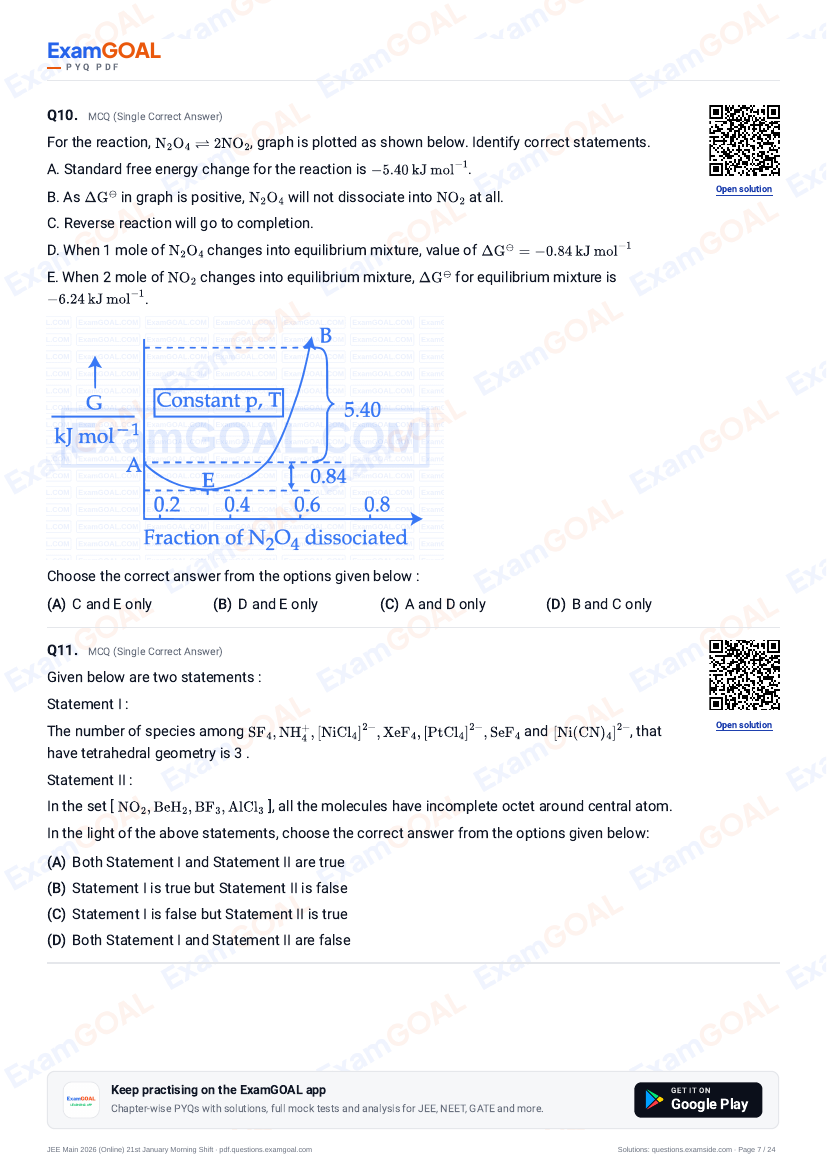 ExamGOAL
PYQ PDF
Q10. MCQ (Single Correct Answer)
For the reaction, N₂O₄ ⇌ 2NO₂, graph is plotted as shown below. Identify correct statements.
A. Standard free energy change for the reaction is −5.40 kJ mol⁻¹.
B. As ΔG⊖ in graph is positive, N₂O₄ will not dissociate into NO₂ at all.
C. Reverse reaction will go to completion.
D. When 1 mole of N₂O₄ changes into equilibrium mixture, value of ΔG⊖ = −0.84 kJ mol⁻¹
E. When 2 mole of NO₂ changes into equilibrium mixture, ΔG⊖ for equilibrium mixture is
−6.24 kJ mol⁻¹.
Open solution
B
G
kJ mol⁻¹
Constant p, T
5.40
A
E
0.84
0.2 0.4 0.6 0.8
Fraction of N₂O₄ dissociated
ExamGOAL.COM
Choose the correct answer from the options given below :
(A) C and E only (B) D and E only (C) A and D only (D) B and C only
Q11. MCQ (Single Correct Answer)
Given below are two statements :
Statement I :
The number of species among SF₄, NH₄⁺, [NiCl₄]²⁻, XeF₄, [PtCl₄]²⁻, SeF₄ and [Ni(CN)₄]²⁻, that
have tetrahedral geometry is 3 .
Statement II :
In the set [ NO₂, BeH₂, BF₃, AlCl₃ ], all the molecules have incomplete octet around central atom.
In the light of the above statements, choose the correct answer from the options given below:
(A) Both Statement I and Statement II are true
(B) Statement I is true but Statement II is false
(C) Statement I is false but Statement II is true
(D) Both Statement I and Statement II are false
Open solution
ExamGOAL
Keep practising on the ExamGOAL app
Chapter-wise PYQs with solutions, full mock tests and analysis for JEE, NEET, GATE and more.
GET IT ON
Google Play
JEE Main 2026 (Online) 21st January Morning Shift · pdf.questions.examgoal.com
Solutions: questions.examside.com · Page 7 / 24